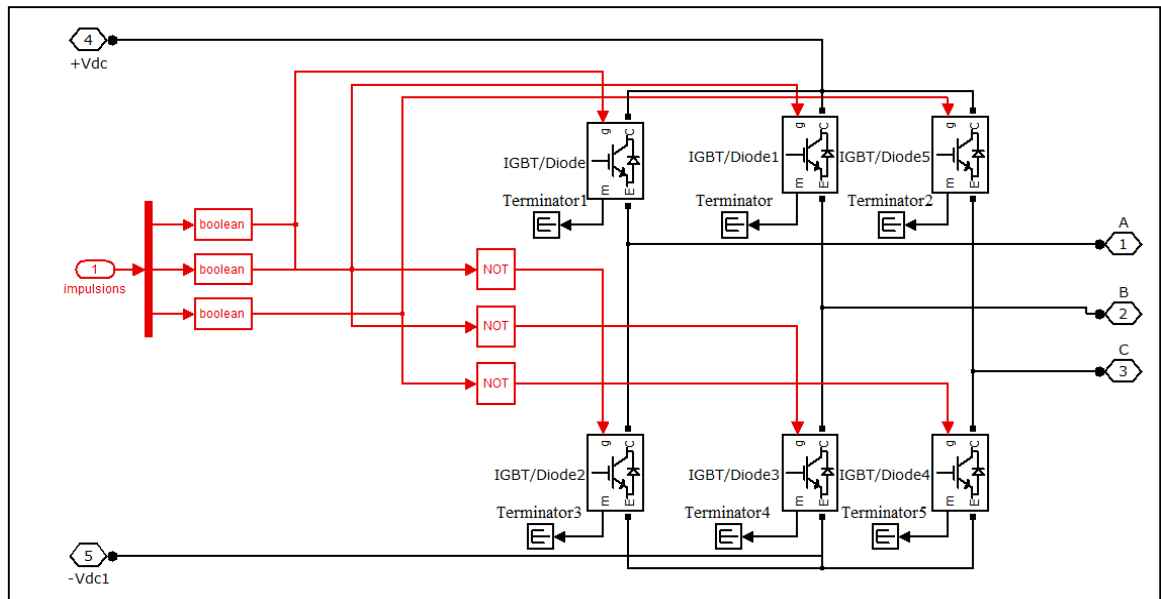 4
+Vdc
g C
g C
g C
IGBT/Diode
IGBT/Diode1
IGBT/Diode5
m E
m E
m E
Terminator1
Terminator
Terminator2
boolean
A
1
1
impulsions
boolean
NOT
B
2
boolean
NOT
C
3
NOT
g C
g C
g C
IGBT/Diode2
IGBT/Diode3
IGBT/Diode4
m E
m E
m E
Terminator3
Terminator4
Terminator5
5
-Vdc1